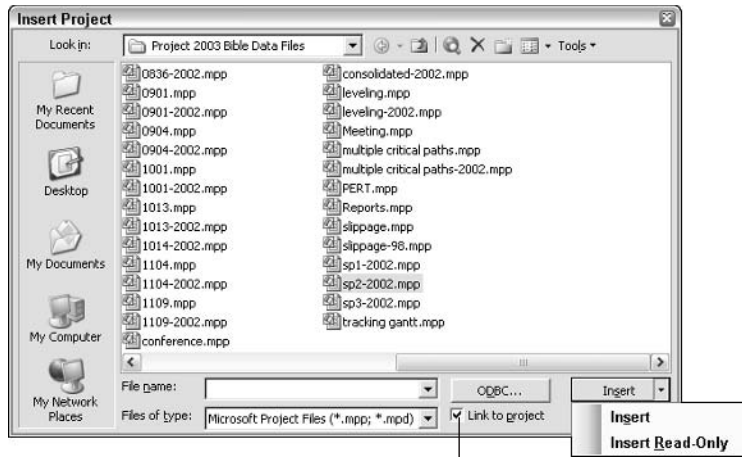 Insert Project
Look in:
Project 2003 Bible Data Files
Tools
My Recent
Documents
Desktop
My Documents
My Computer
My Network
Places
0836-2002.mpp
0901.mpp
0901-2002.mpp
0904.mpp
0904-2002.mpp
1001.mpp
1001-2002.mpp
1013.mpp
1013-2002.mpp
1014-2002.mpp
1104.mpp
1104-2002.mpp
1109.mpp
1109-2002.mpp
conference.mpp
consolidated-2002.mpp
leveling.mpp
leveling-2002.mpp
Meeting.mpp
multiple critical paths.mpp
multiple critical paths-2002.mpp
PERT.mpp
Reports.mpp
slippage.mpp
slippage-98.mpp
sp1-2002.mpp
sp2-2002.mpp
sp3-2002.mpp
tracking gantt.mpp
File name:
ODBC...
Insert
Files of type:
Microsoft Project Files (*.mpp; *.mpd)
Link to project
Insert
Insert Read-Only